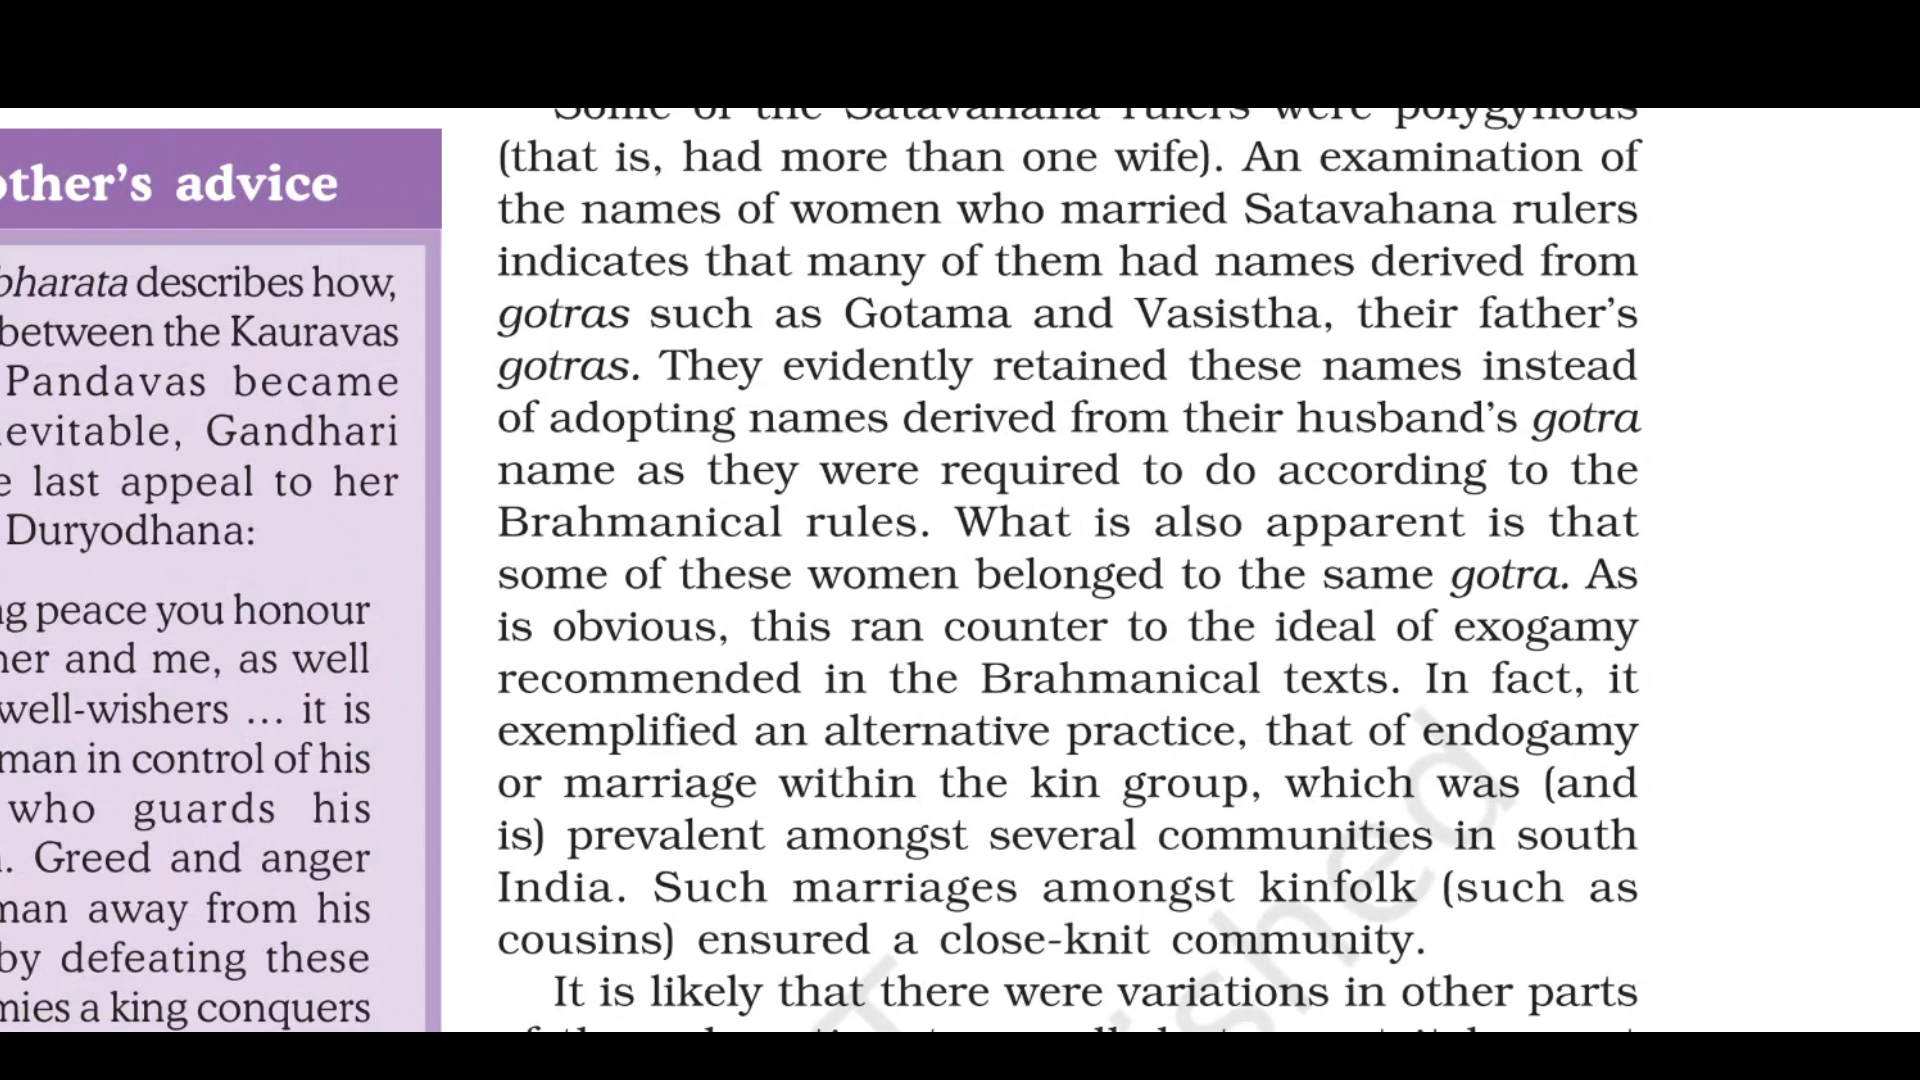 other's advice
bharata describes how,
between the Kauravas
Pandavas became
evitable, Gandhari
last appeal to her
Duryodhana:
peace you honour
and me, as well
well-wishers ... it is
man in control of his
who guards his
Greed and anger
man away from his
by defeating these
a king conquers
Some of the Satavahana rulers were polygynous
(that is, had more than one wife). An examination of
the names of women who married Satavahana rulers
indicates that many of them had names derived from
gotras such as Gotama and Vasistha, their father's
gotras. They evidently retained these names instead
of adopting names derived from their husband's gotra
name as they were required to do according to the
Brahmanical rules. What is also apparent is that
some of these women belonged to the same gotra. As
is obvious, this ran counter to the ideal of exogamy
recommended in the Brahmanical texts. In fact, it
exemplified an alternative practice, that of endogamy
or marriage within the kin group, which was (and
is) prevalent amongst several communities in south
India. Such marriages amongst kinfolk (such as
cousins) ensured a close-knit community.
It is likely that there were variations in other parts